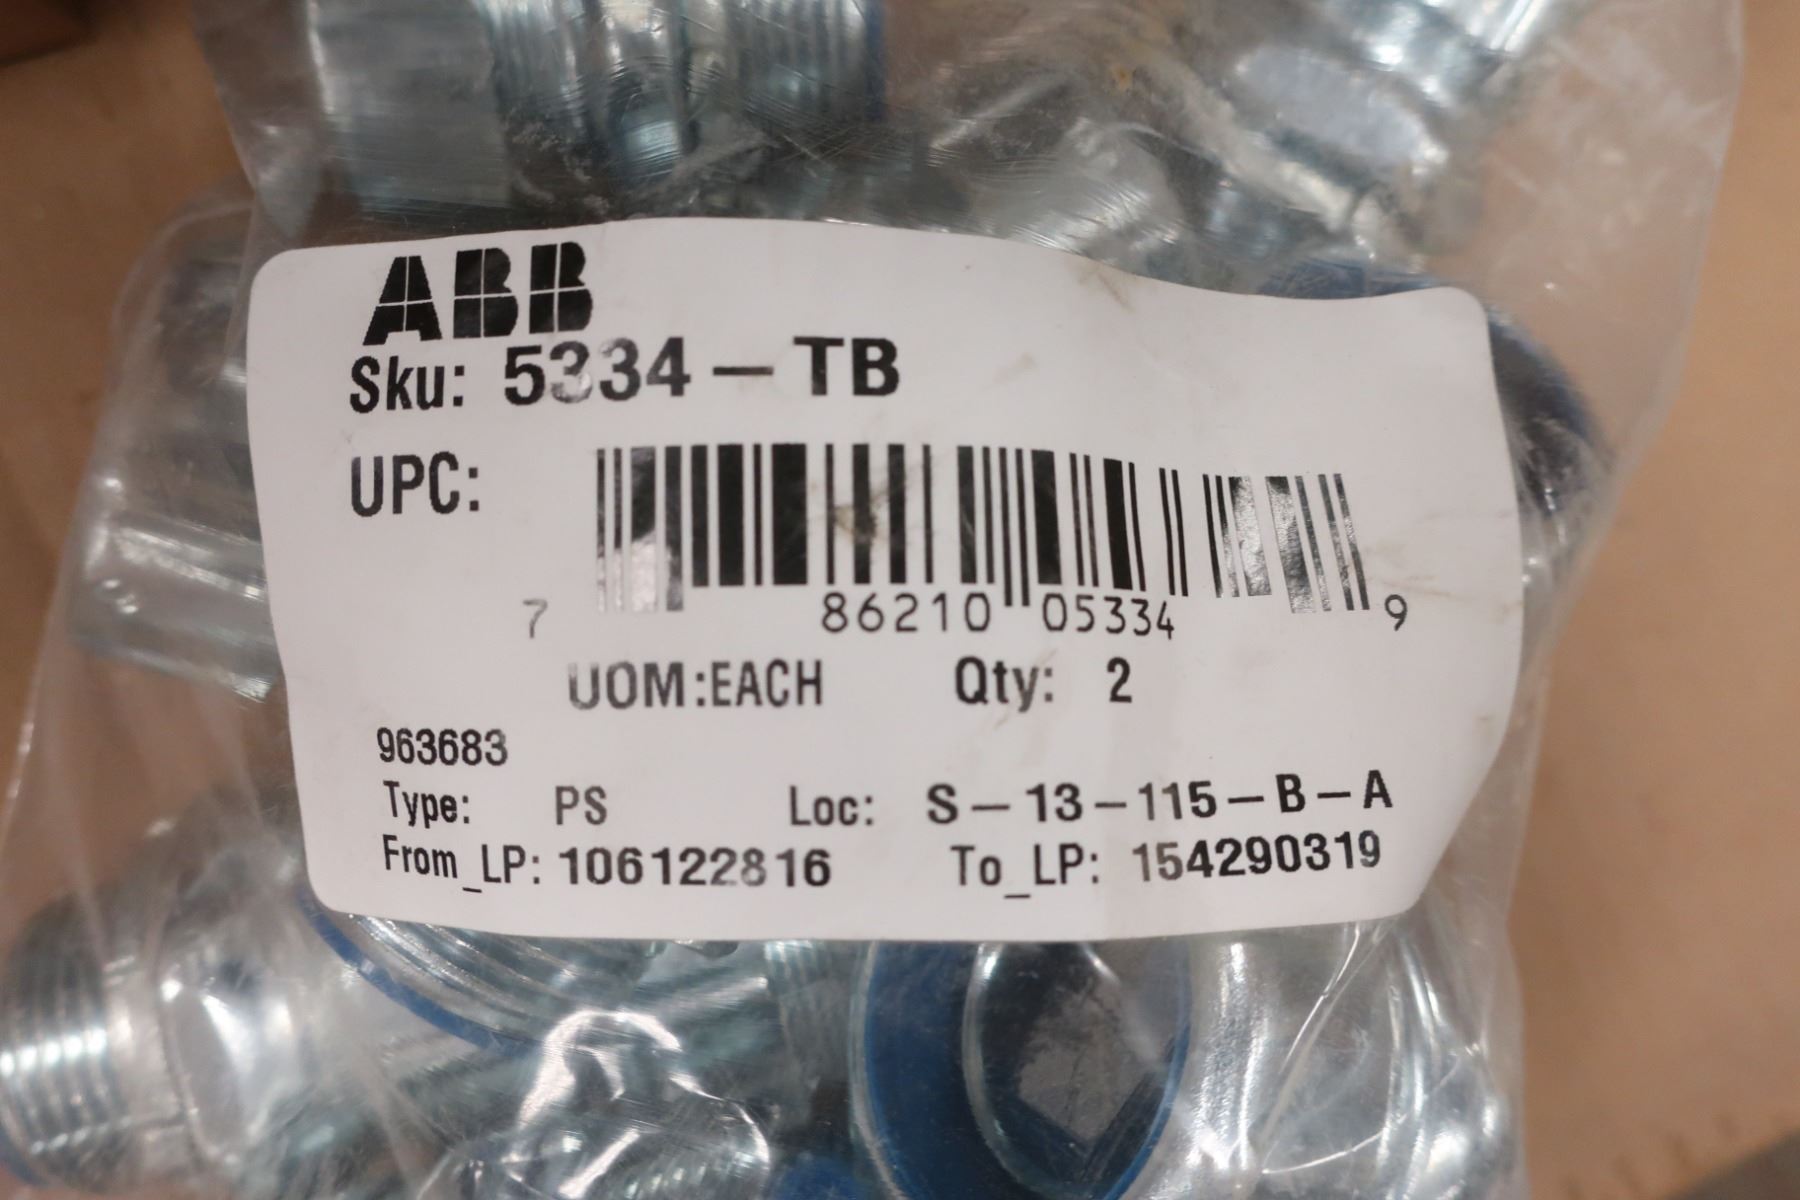 ABB
Sku: 5334-TB
UPC:
7 86210 05334 9
UOM:EACH Qty: 2
963683
Type: PS Loc: S-13-115-B-A
From_LP: 106122816 To_LP: 154290319